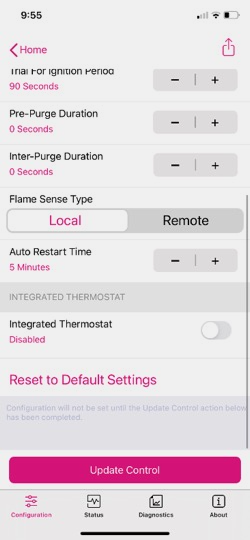 9:55
Home
Trial For Ignition Period
90 Seconds
Pre-Purge Duration
0 Seconds
Inter-Purge Duration
0 Seconds
Flame Sense Type
Local Remote
Auto Restart Time
5 Minutes
INTEGRATED THERMOSTAT
Integrated Thermostat
Disabled
Reset to Default Settings
Configuration will not be set until the Update Control action below
has been completed.
Update Control
Configuration Status Diagnostics About